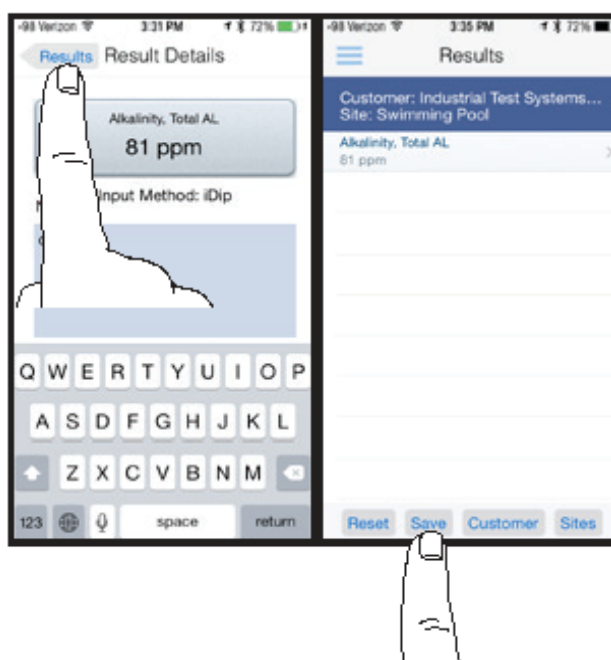 -98 Verizon 3:31 PM 72%
Results Result Details
Alkalinity, Total AL.
81 ppm
Input Method: iDip
Q W E R T Y U I O P
A S D F G H J K L
Z X C V B N M
123 space return
-98 Verizon 3:35 PM 72%
Results
Customer: Industrial Test Systems...
Site: Swimming Pool
Alkalinity, Total AL.
81 ppm
Reset Save Customer Sites